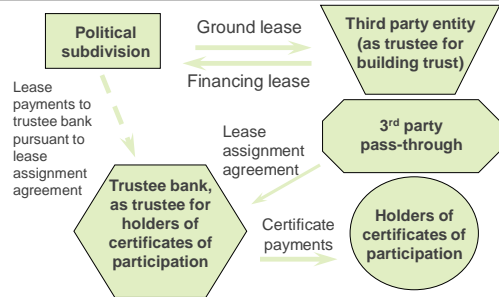 Political
subdivision
Ground lease
Financing lease
Third party entity
(as trustee for
building trust)
Lease
payments to
trustee bank
pursuant to
lease
assignment
agreement
Lease
assignment
agreement
3rd party
pass-through
Trustee bank,
as trustee for
holders of
certificates of
participation
Certificate
payments
Holders of
certificates of
participation